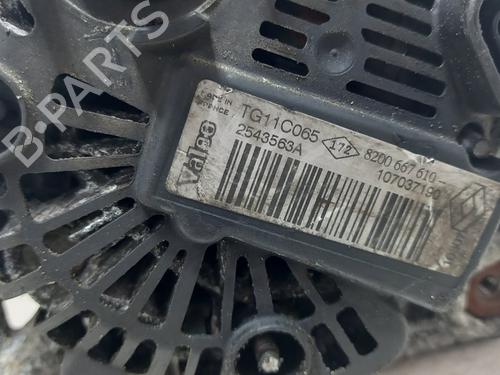 B-PARTS
MADE IN
FRANCE
Valeo
TG11C065
2543563A
172
8200 667 610
107037190